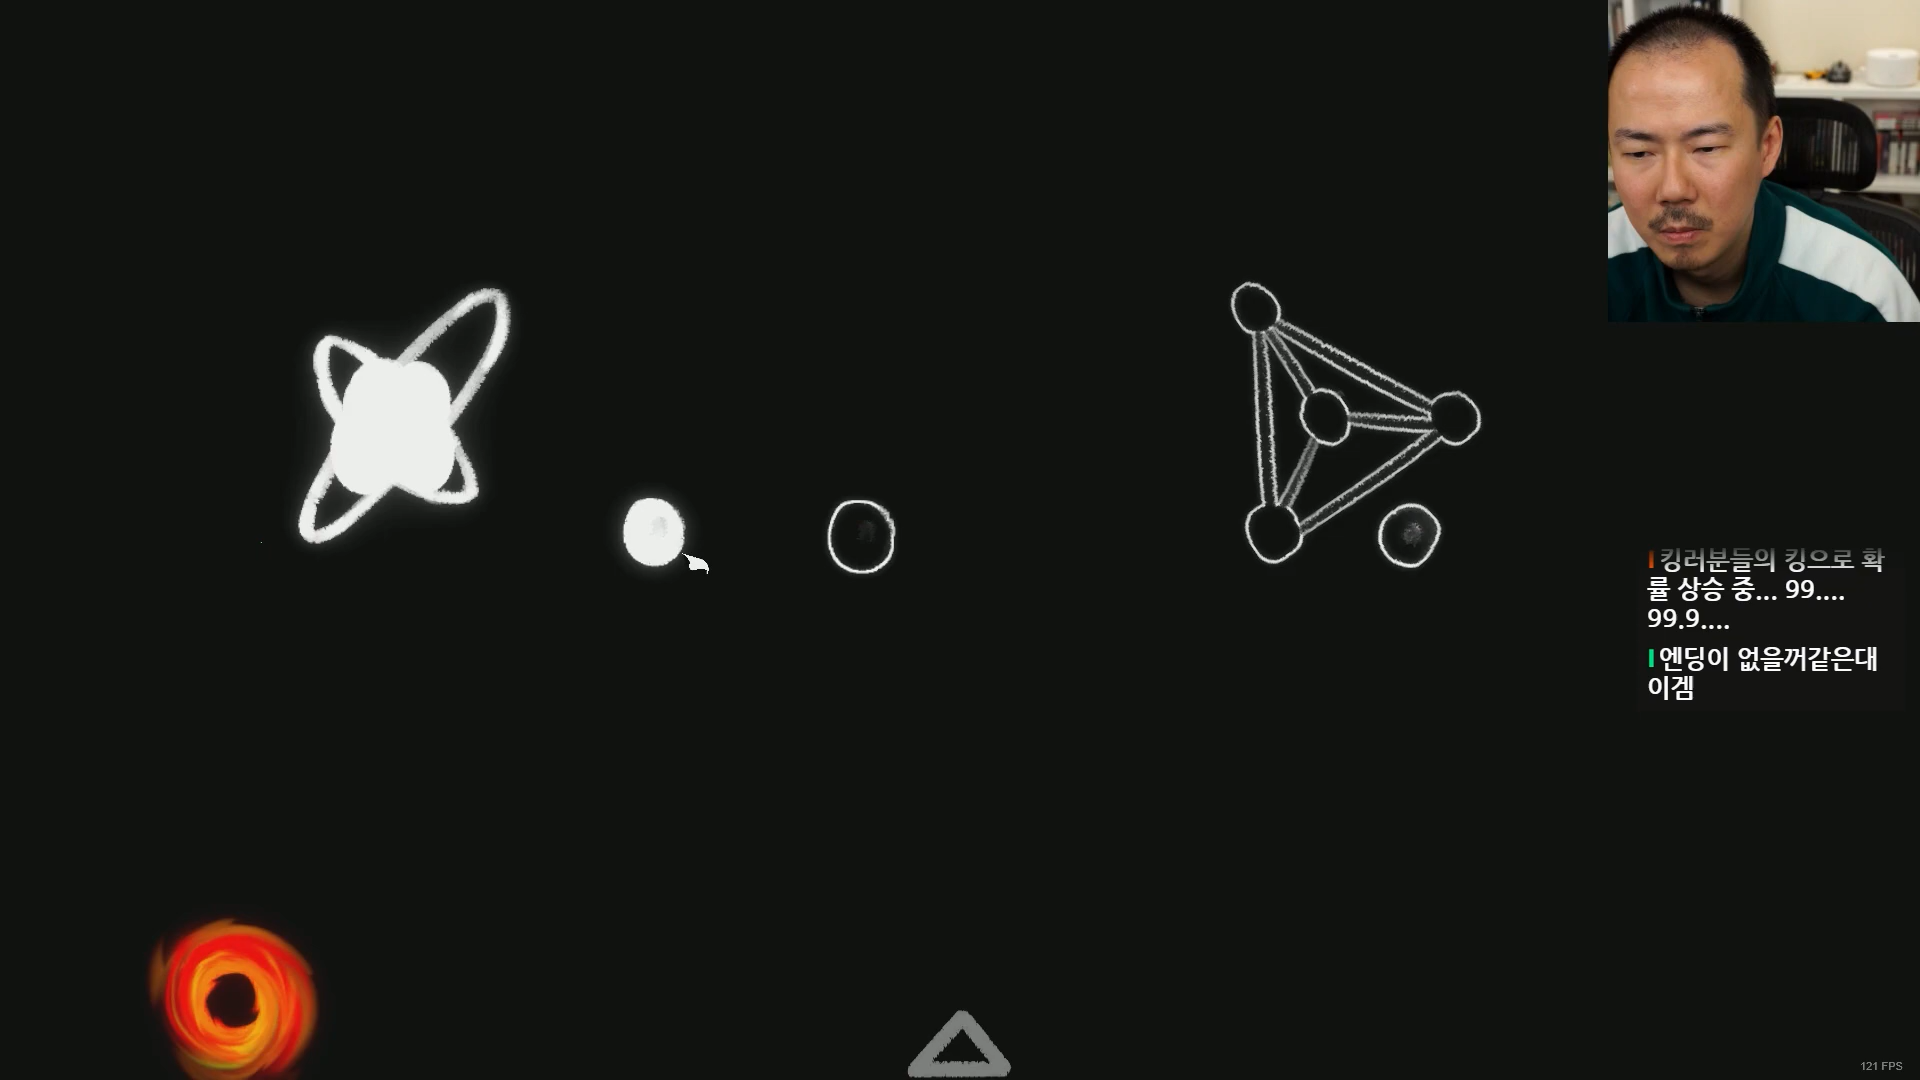 킹러분들의 킹으로 확
률 상승 중... 99....
99.9....
엔딩이 없을꺼같은대
이겜
121 FPS